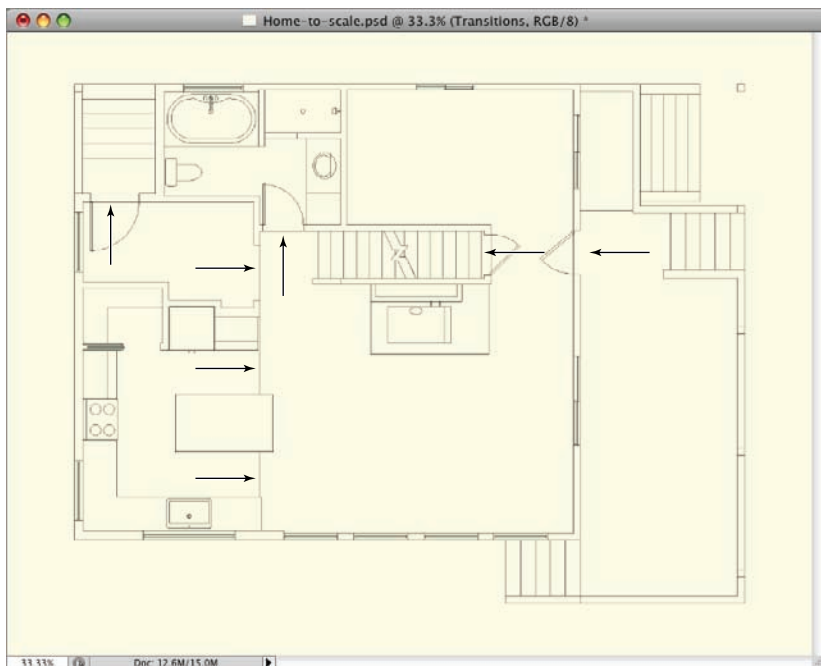 Home-to-scale.psd @ 33.3% (Transitions, RGB/8) *
33.33% Doc: 12.6M/15.0M